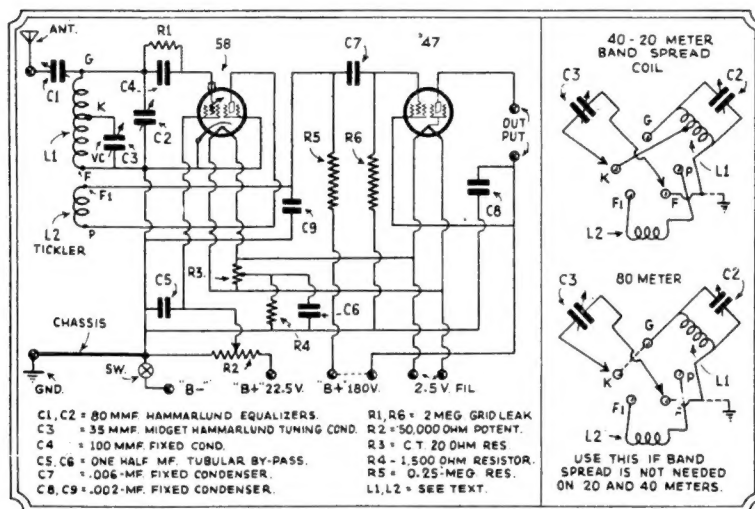 ANT.
R1
58
C7
'47
G
C1
C4
K
C2
L1
VC
C3
F
F1
L2
TICKLER
P
R5
R6
OUT
PUT
C8
C9
R3
C5
C6
R4
CHASSIS
R2
GND.
SW.
"B-"
"B+" 22.5 V.
"B+" 180V.
2.5 V. FIL
C1, C2 = 80 MMF. HAMMARLUND EQUALIZERS.
C3 = 35 MMF. MIDGET HAMMARLUND TUNING COND.
C4 = 100 MMF. FIXED COND.
C5, C6 = ONE HALF MF. TUBULAR BY-PASS.
C7 = .006-MF. FIXED CONDENSER.
C8, C9 = .002-MF. FIXED CONDENSER.
R1, R6 = 2 MEG GRID LEAK
R2 = 50,000 OHM POTENT.
R3 = C.T. 20 OHM RES
R4 - 1,500 OHM RESISTOR.
R5 = 0.25-MEG. RES.
L1, L2 = SEE TEXT.
40-20 METER
BAND SPREAD
COIL
C3
C2
G
L1
K
P
F1
F
L2
80 METER
C3
C2
G
K
P
L1
F1
F
L2
USE THIS IF BAND
SPREAD IS NOT NEEDED
ON 20 AND 40 METERS.